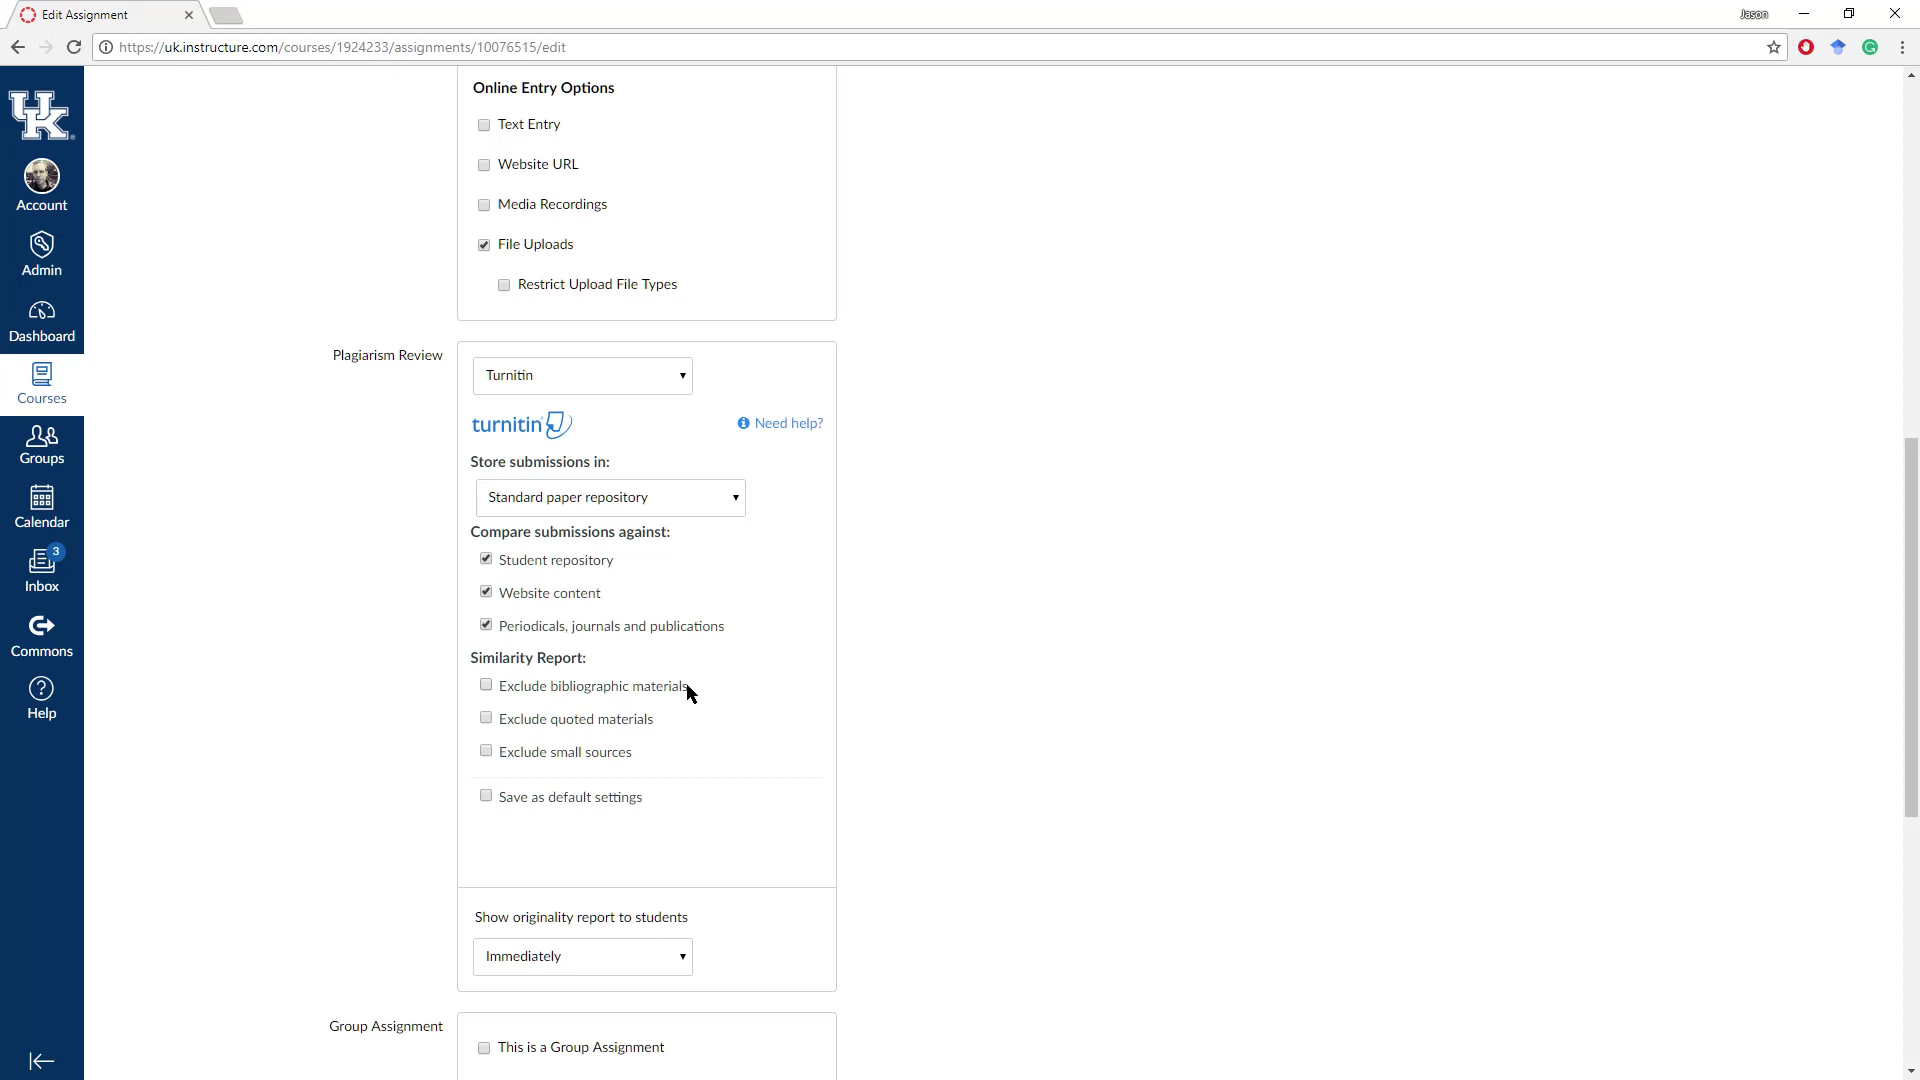 Edit Assignment
Jason
https://uk.instructure.com/courses/1924233/assignments/10076515/edit
UK
Account
Admin
Dashboard
Courses
Groups
Calendar
3
Inbox
Commons
Help
Online Entry Options
Text Entry
Website URL
Media Recordings
File Uploads
Restrict Upload File Types
Plagiarism Review
Turnitin
turnitin
Need help?
Store submissions in:
Standard paper repository
Compare submissions against:
Student repository
Website content
Periodicals, journals and publications
Similarity Report:
Exclude bibliographic materials
Exclude quoted materials
Exclude small sources
Save as default settings
Show originality report to students
Immediately
Group Assignment
This is a Group Assignment